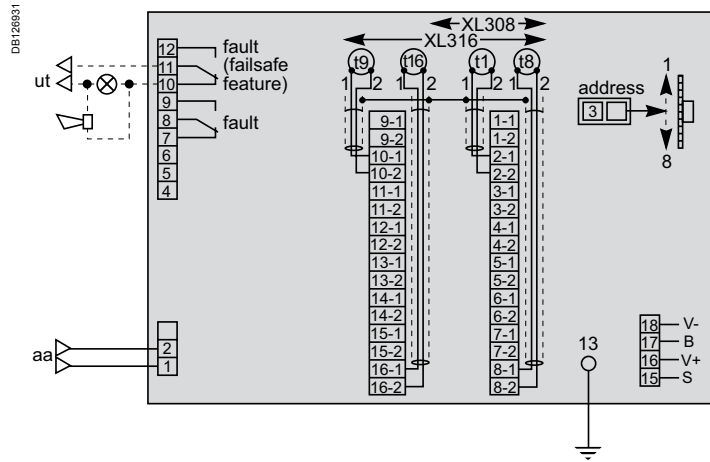 DB126931
XL308
XL316
12 fault
11 (failsafe
10 feature)
9
8 fault
7
6
5
4
ut
t9 t16 t1 t8
1 2 1 2 1 2 1 2
9-1
9-2
10-1
10-2
11-1
11-2
12-1
12-2
13-1
13-2
14-1
14-2
15-1
15-2
16-1
16-2
1-1
1-2
2-1
2-2
3-1
3-2
4-1
4-2
5-1
5-2
6-1
6-2
7-1
7-2
8-1
8-2
address
3
1
8
aa
2
1
13
18 V-
17 B
16 V+
15 S